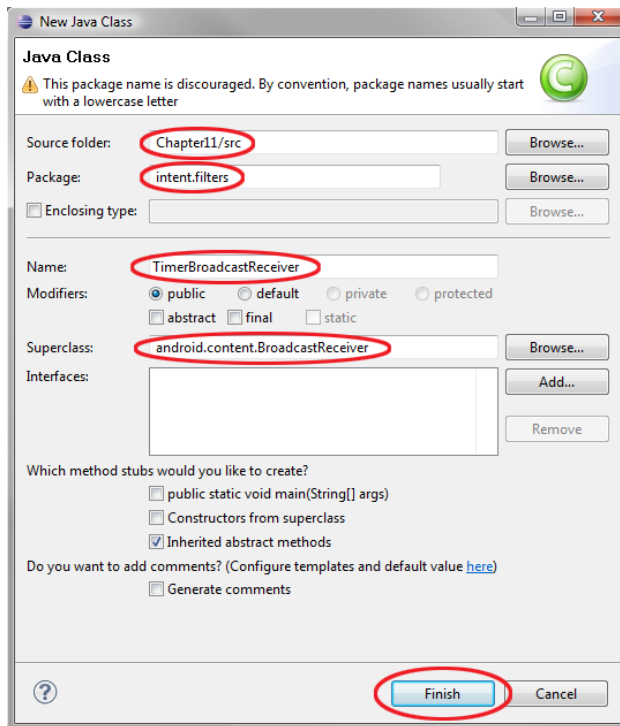 New Java Class
Java Class
This package name is discouraged. By convention, package names usually start
with a lowercase letter
Source folder: Chapter11/src Browse...
Package: intent.filters Browse...
Enclosing type: Browse...
Name: TimerBroadcastReceiver
Modifiers: public default private protected
abstract final static
Superclass: android.content.BroadcastReceiver Browse...
Interfaces: Add...
Remove
Which method stubs would you like to create?
public static void main(String[] args)
Constructors from superclass
Inherited abstract methods
Do you want to add comments? (Configure templates and default value here)
Generate comments
? Finish Cancel